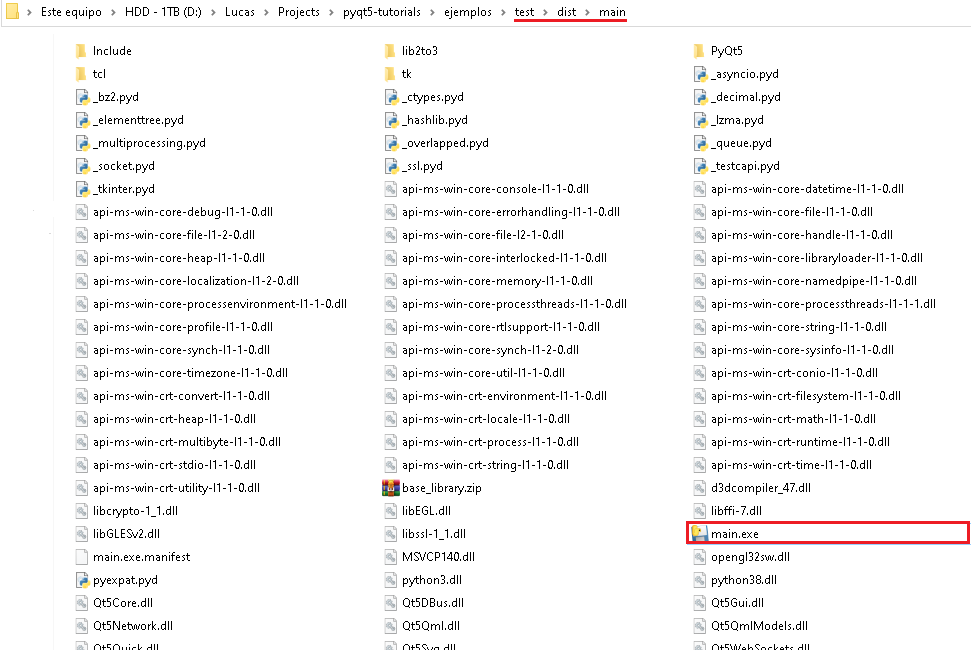 Este equipo > HDD - 1TB (D:) > Lucas > Projects > pyqt5-tutorials > ejemplos > test > dist > main
Include lib2to3 PyQt5
tcl tk _asyncio.pyd
_bz2.pyd _ctypes.pyd _decimal.pyd
_elementtree.pyd _hashlib.pyd _lzma.pyd
_multiprocessing.pyd _overlapped.pyd _queue.pyd
_socket.pyd _ssl.pyd _testcapi.pyd
_tkinter.pyd api-ms-win-core-console-l1-1-0.dll api-ms-win-core-datetime-l1-1-0.dll
api-ms-win-core-debug-l1-1-0.dll api-ms-win-core-errorhandling-l1-1-0.dll api-ms-win-core-file-l1-1-0.dll
api-ms-win-core-file-l1-2-0.dll api-ms-win-core-file-l2-1-0.dll api-ms-win-core-handle-l1-1-0.dll
api-ms-win-core-heap-l1-1-0.dll api-ms-win-core-interlocked-l1-1-0.dll api-ms-win-core-libraryloader-l1-1-0.dll
api-ms-win-core-localization-l1-2-0.dll api-ms-win-core-memory-l1-1-0.dll api-ms-win-core-namedpipe-l1-1-0.dll
api-ms-win-core-processenvironment-l1-1-0.dll api-ms-win-core-processthreads-l1-1-0.dll api-ms-win-core-processthreads-l1-1-1.dll
api-ms-win-core-profile-l1-1-0.dll api-ms-win-core-rtlsupport-l1-1-0.dll api-ms-win-core-string-l1-1-0.dll
api-ms-win-core-synch-l1-1-0.dll api-ms-win-core-synch-l1-2-0.dll api-ms-win-core-sysinfo-l1-1-0.dll
api-ms-win-core-timezone-l1-1-0.dll api-ms-win-core-util-l1-1-0.dll api-ms-win-crt-conio-l1-1-0.dll
api-ms-win-crt-convert-l1-1-0.dll api-ms-win-crt-environment-l1-1-0.dll api-ms-win-crt-filesystem-l1-1-0.dll
api-ms-win-crt-heap-l1-1-0.dll api-ms-win-crt-locale-l1-1-0.dll api-ms-win-crt-math-l1-1-0.dll
api-ms-win-crt-multibyte-l1-1-0.dll api-ms-win-crt-process-l1-1-0.dll api-ms-win-crt-runtime-l1-1-0.dll
api-ms-win-crt-stdio-l1-1-0.dll api-ms-win-crt-string-l1-1-0.dll api-ms-win-crt-time-l1-1-0.dll
api-ms-win-crt-utility-l1-1-0.dll base_library.zip d3dcompiler_47.dll
libcrypto-1_1.dll libEGL.dll libffi-7.dll
libGLESv2.dll libssl-1_1.dll main.exe
main.exe.manifest MSVCP140.dll opengl32sw.dll
pyexpat.pyd python3.dll python38.dll
Qt5Core.dll Qt5DBus.dll Qt5Gui.dll
Qt5Network.dll Qt5Qml.dll Qt5QmlModels.dll
Qt5Quick.dll Qt5Svg.dll Qt5WebSockets.dll